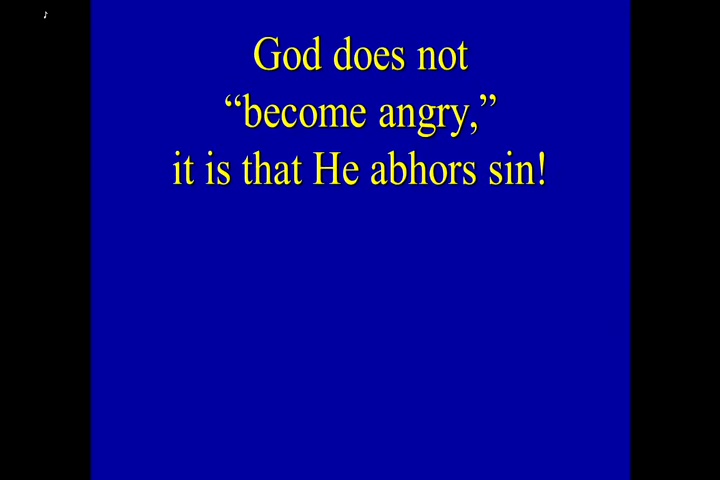 ♪
God does not
“become angry,”
it is that He abhors sin!